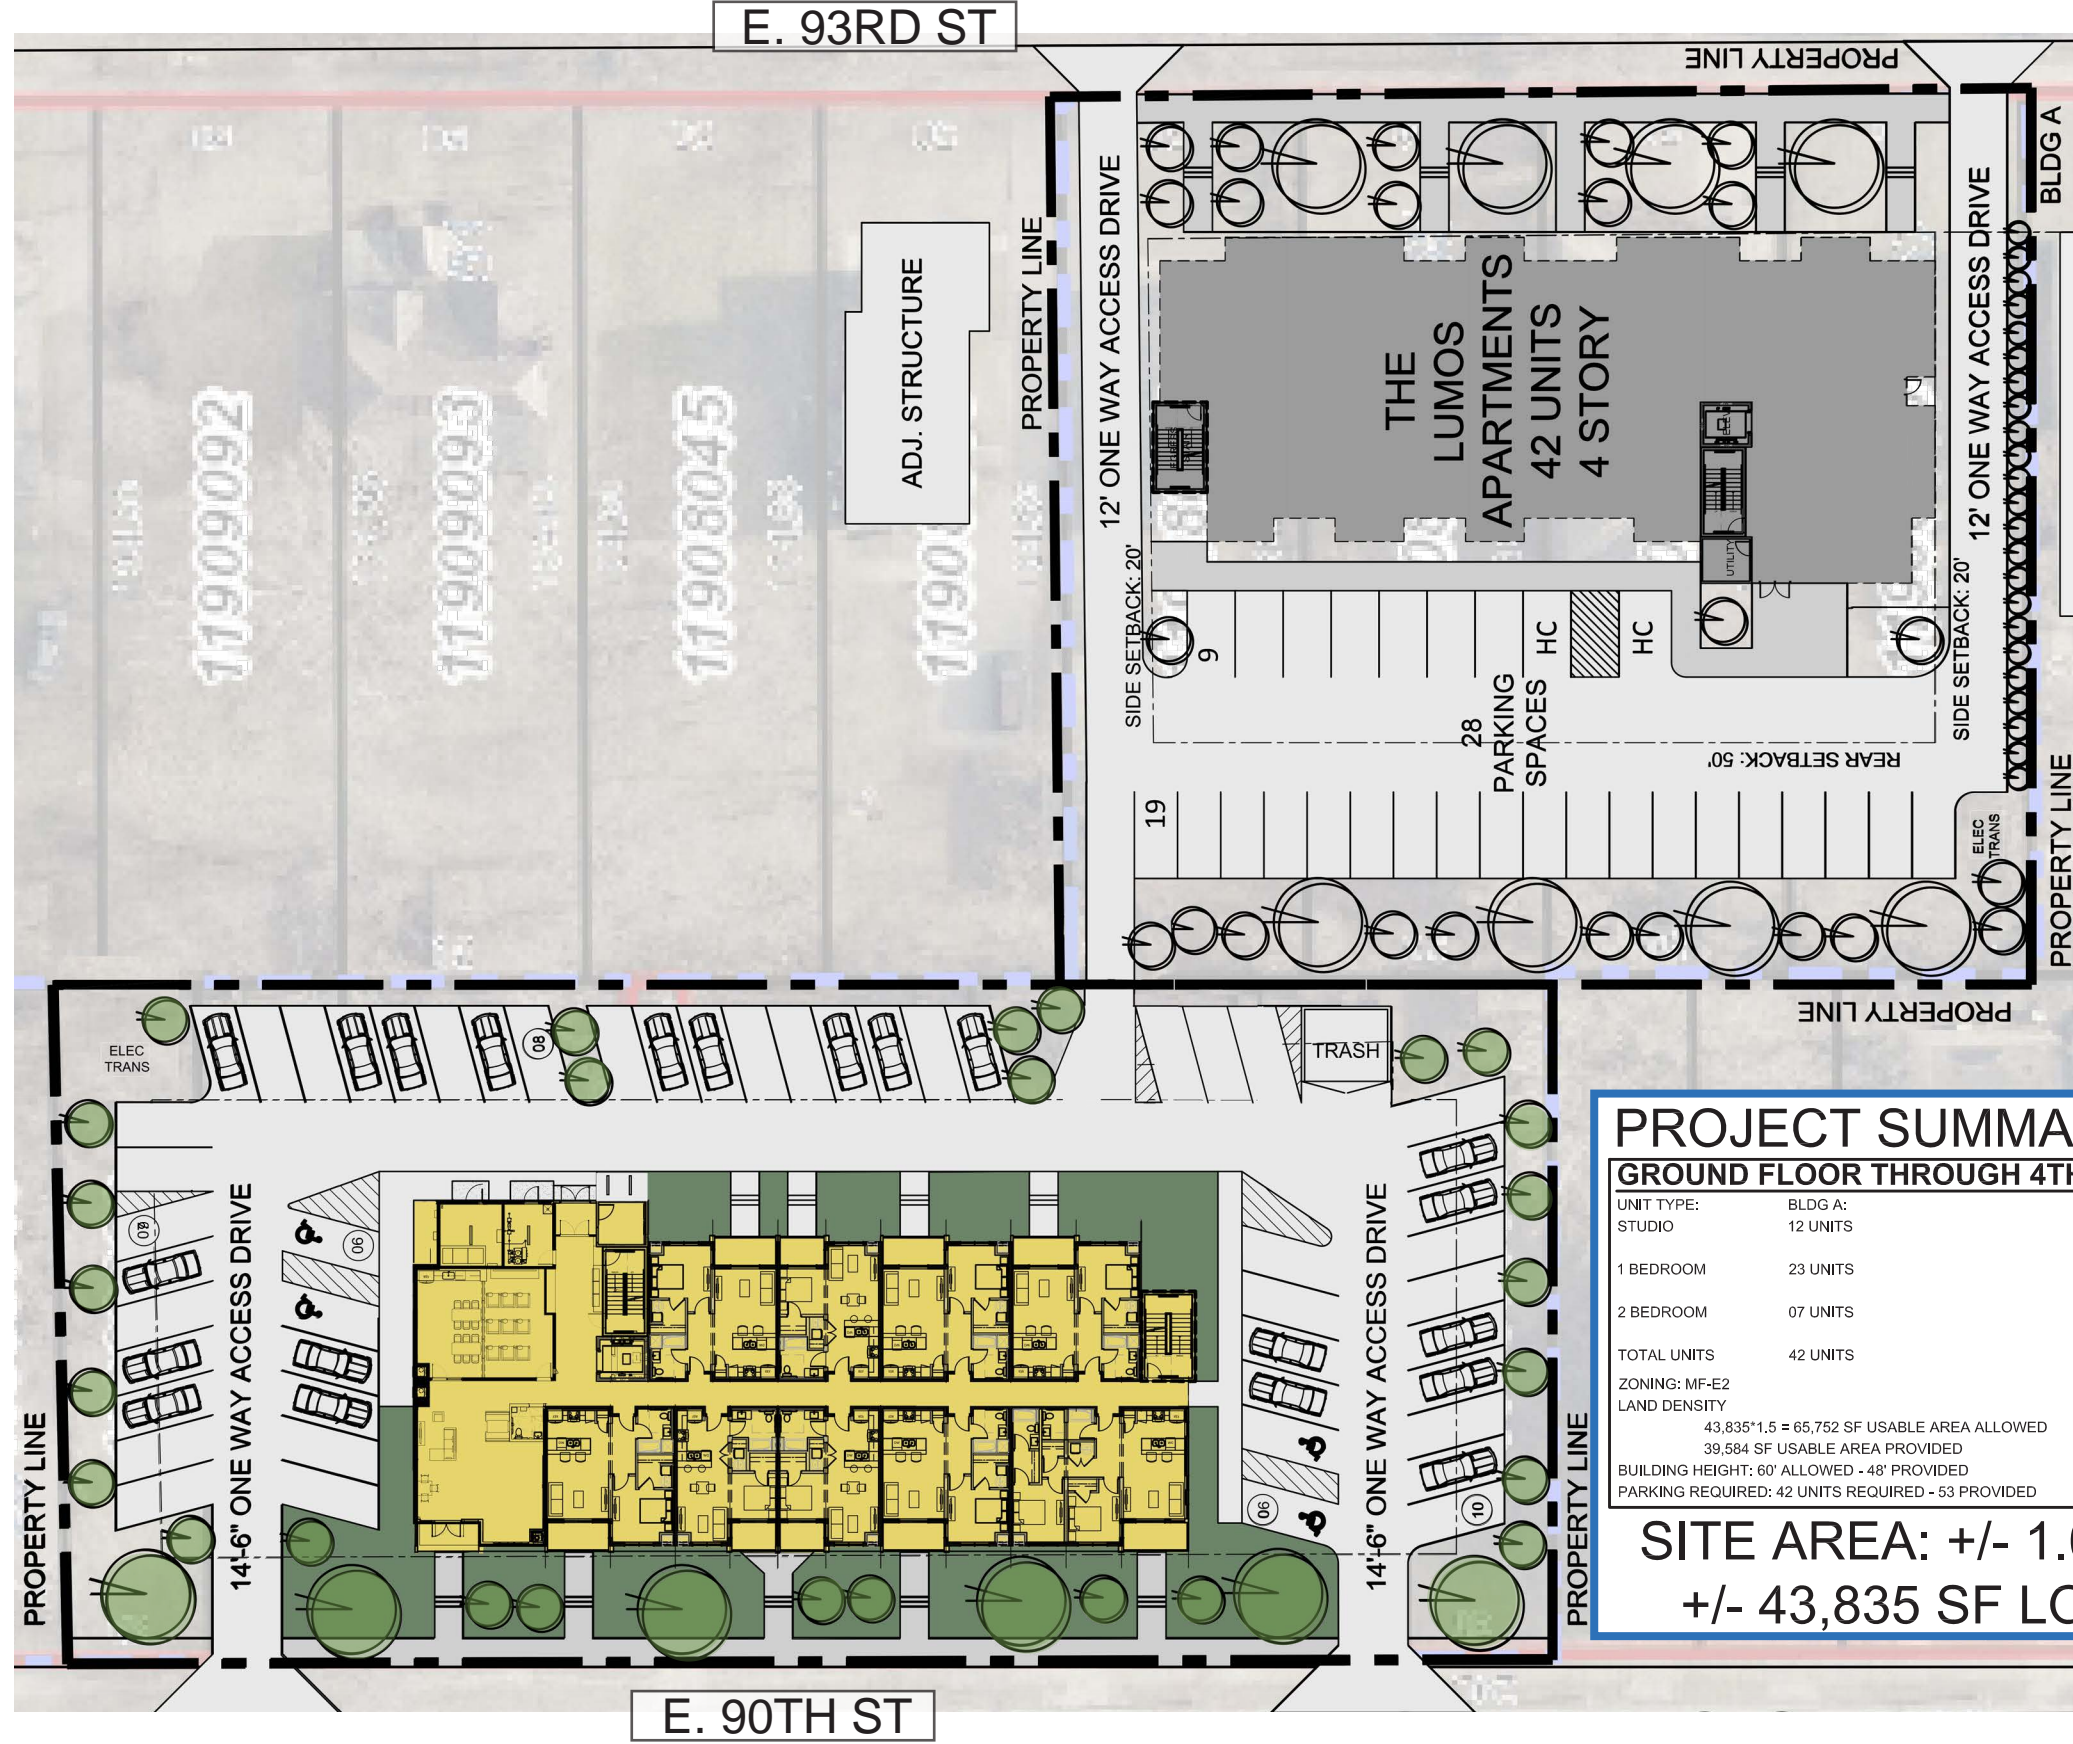 E. 93RD ST
PROPERTY LINE
BLDG A
12' ONE WAY ACCESS DRIVE
12' ONE WAY ACCESS DRIVE
PROPERTY LINE
ADJ. STRUCTURE
THE
LUMOS
APARTMENTS
42 UNITS
4 STORY
11909092
11909093
11908045
1190
UTILITY
SIDE SETBACK: 20'
SIDE SETBACK: 20'
9
HC
HC
28
PARKING
SPACES
REAR SETBACK: 50'
19
ELEC
TRANS
PROPERTY LINE
PROPERTY LINE
ELEC
TRANS
08
TRASH
06
14'-6" ONE WAY ACCESS DRIVE
14'-6" ONE WAY ACCESS DRIVE
06
10
PROPERTY LINE
PROPERTY LINE
PROJECT SUMMA
GROUND FLOOR THROUGH 4TH
UNIT TYPE: BLDG A:
STUDIO 12 UNITS
1 BEDROOM 23 UNITS
2 BEDROOM 07 UNITS
TOTAL UNITS 42 UNITS
ZONING: MF-E2
LAND DENSITY
43,835*1.5 = 65,752 SF USABLE AREA ALLOWED
39,584 SF USABLE AREA PROVIDED
BUILDING HEIGHT: 60' ALLOWED - 48' PROVIDED
PARKING REQUIRED: 42 UNITS REQUIRED - 53 PROVIDED
SITE AREA: +/- 1.
+/- 43,835 SF LO
E. 90TH ST